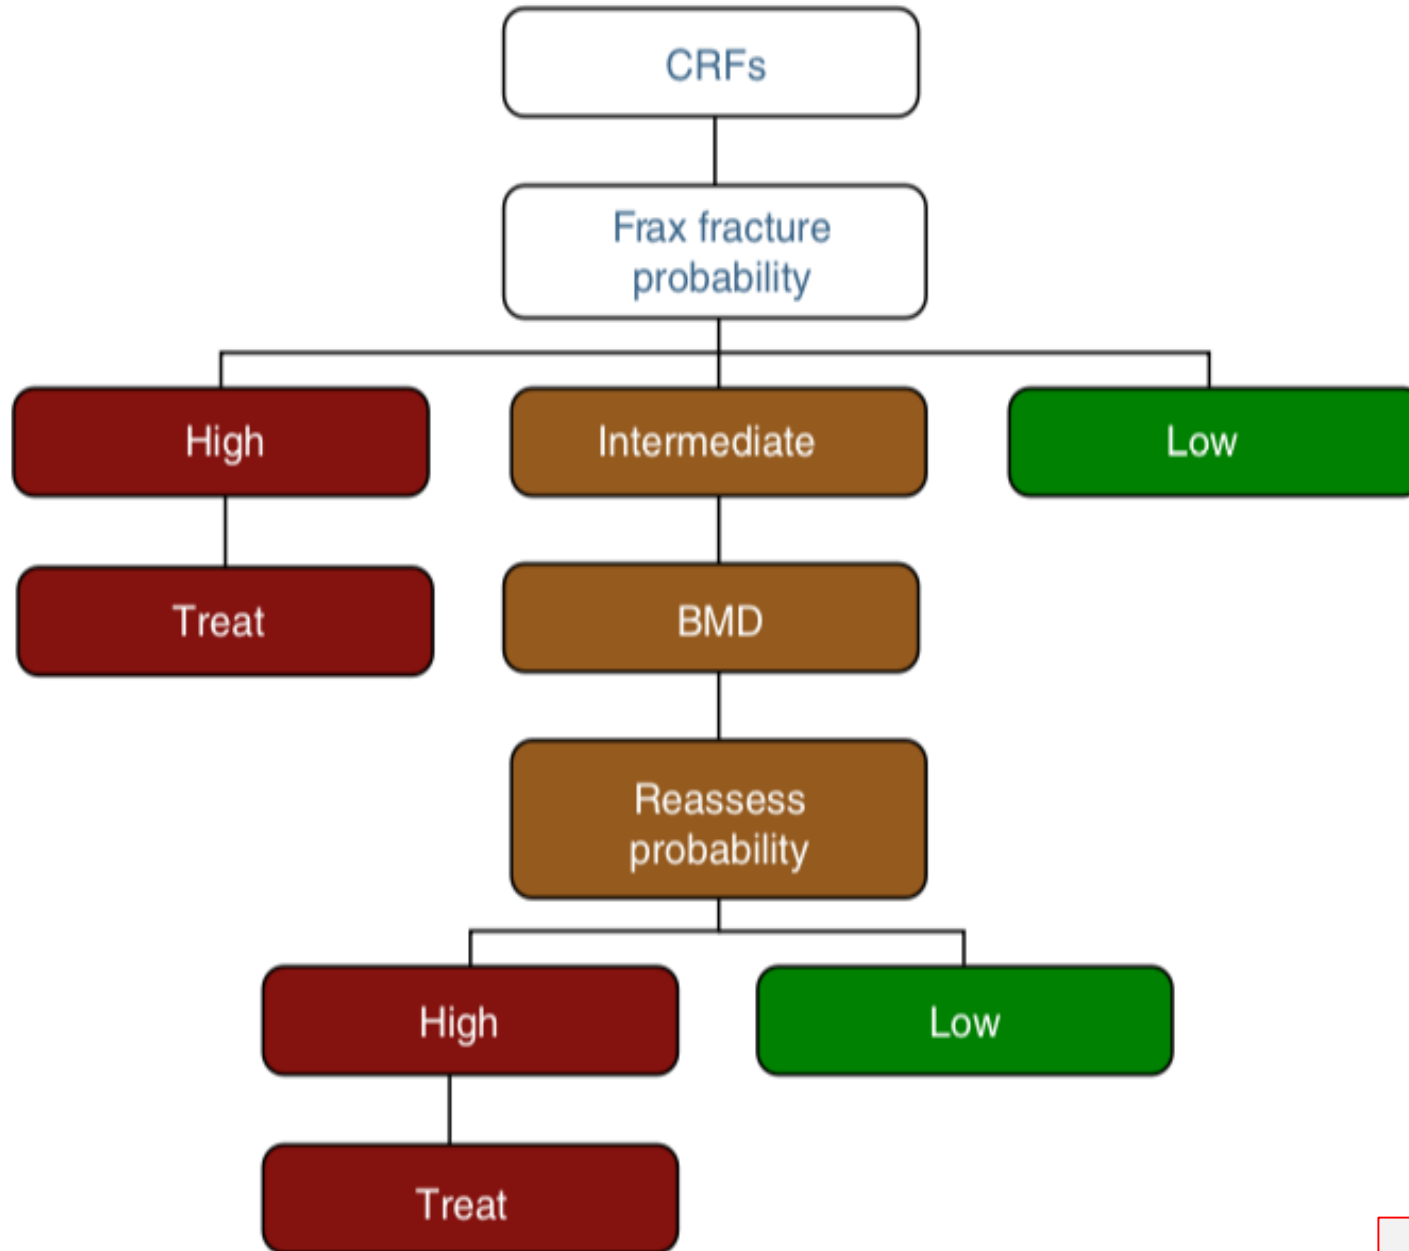 CRFs
Frax fracture
probability
High
Intermediate
Low
Treat
BMD
Reassess
probability
High
Low
Treat